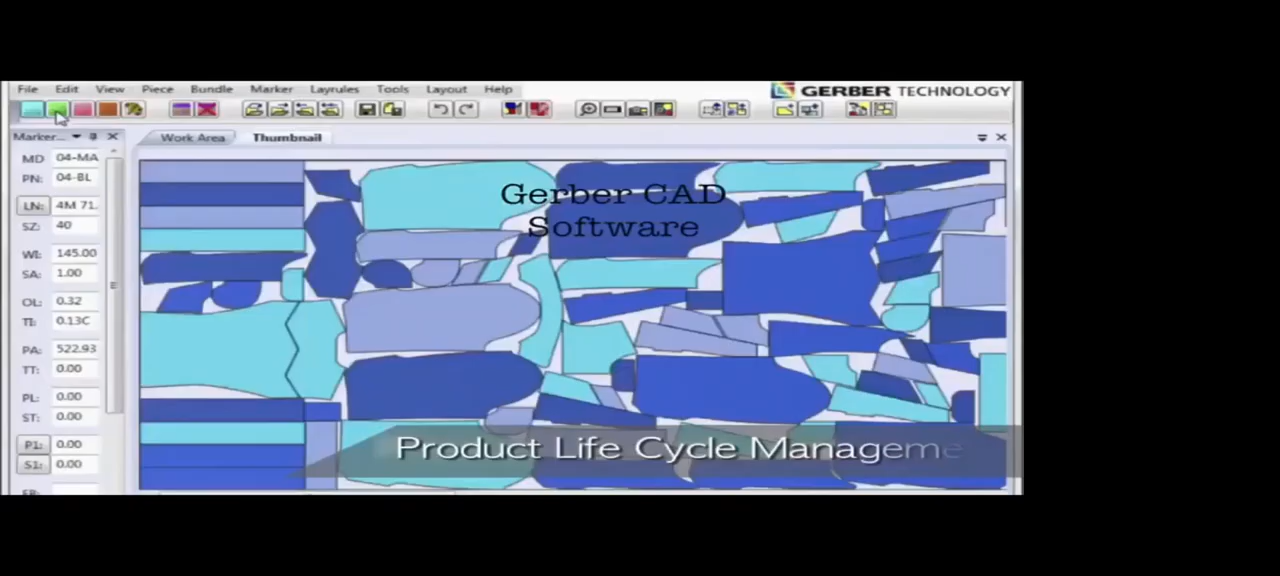 File Edit View Piece Bundle Marker Layrules Tools Layout Help
GERBER TECHNOLOGY
Marker...
Work Area Thumbnail
MD 04-MA
PN: 04-BL
LN: 4M 71.
SZ: 40
WI: 145.00
SA: 1.00
OL: 0.32
TI: 0.13C
PA: 522.93
TT: 0.00
PL: 0.00
ST: 0.00
P1: 0.00
S1: 0.00
Gerber CAD
Software
Product Life Cycle Manageme